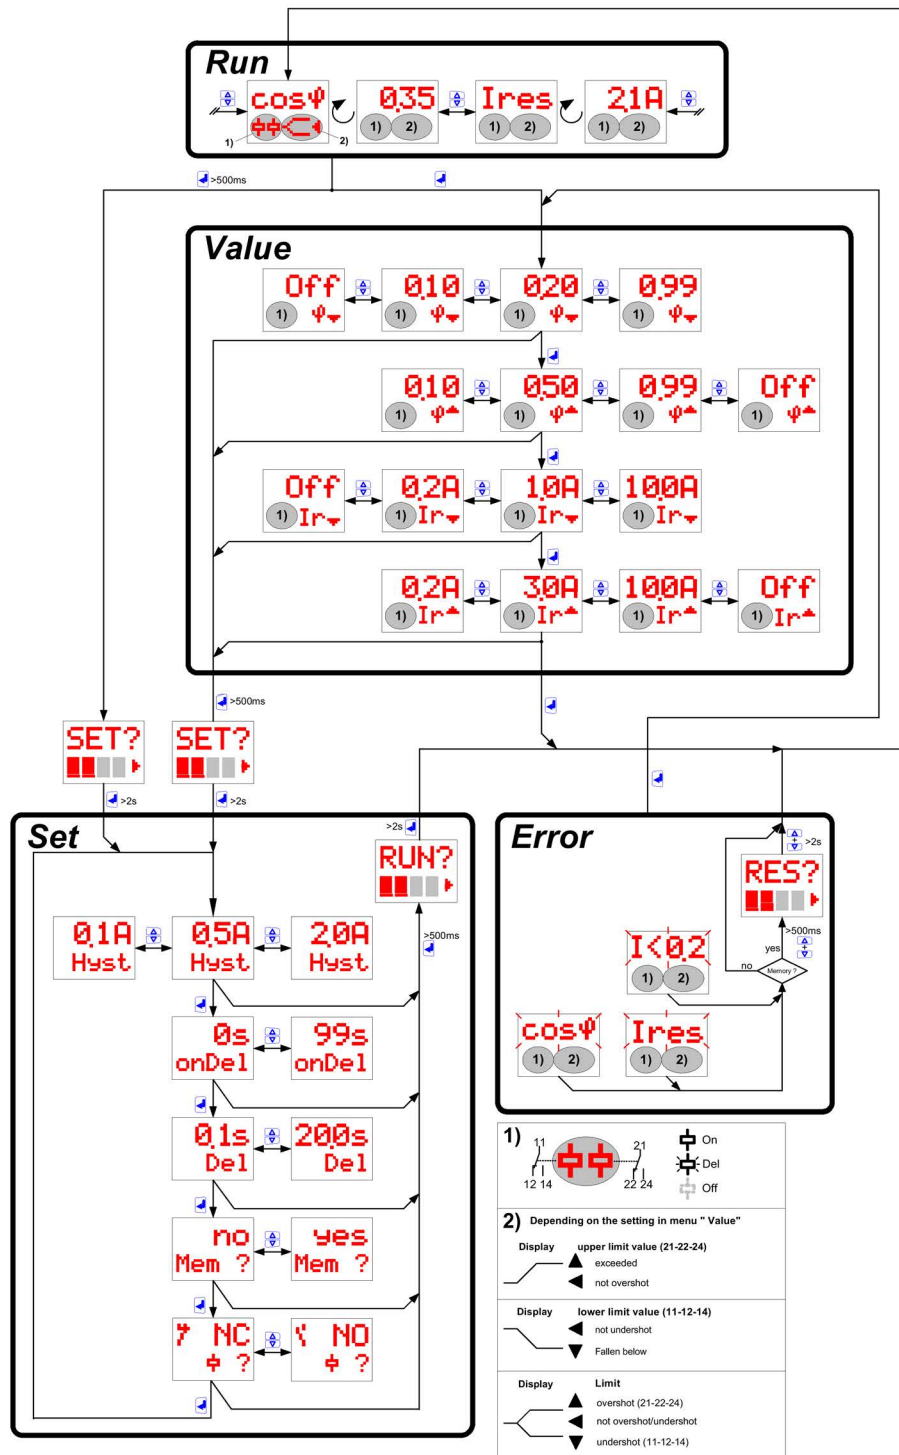 Run
cosφ 0.35 Ires 2.1A
1) 2) 1) 2) 1) 2) 1) 2)
>500ms
Value
Off 0.10 0.20 0.99
1) φ 1) φ 1) φ 1) φ
0.10 0.50 0.99 Off
1) φ 1) φ 1) φ 1) φ
Off 0.2A 1.0A 10.0A
1) Ir 1) Ir 1) Ir 1) Ir
0.2A 3.0A 10.0A Off
1) Ir 1) Ir 1) Ir 1) Ir
>500ms
SET? SET?
>2s >2s
Set
>2s
RUN?
>500ms
0.1A 0.5A 2.0A
Hyst Hyst Hyst
0s 99s
onDel onDel
0.1s 20.0s
Del Del
no yes
Mem ? Mem ?
NC NO
? ?
Error
+ >2s
RES?
>500ms
+
yes
no
Memory ?
I<0.2
1) 2)
cosφ Ires
1) 2) 1) 2)
1)
11 21
12 14 22 24
On
Del
Off
2) Depending on the setting in menu " Value"
Display upper limit value (21-22-24)
exceeded
not overshot
Display lower limit value (11-12-14)
not undershot
Fallen below
Display Limit
overshot (21-22-24)
not overshot/undershot
undershot (11-12-14)